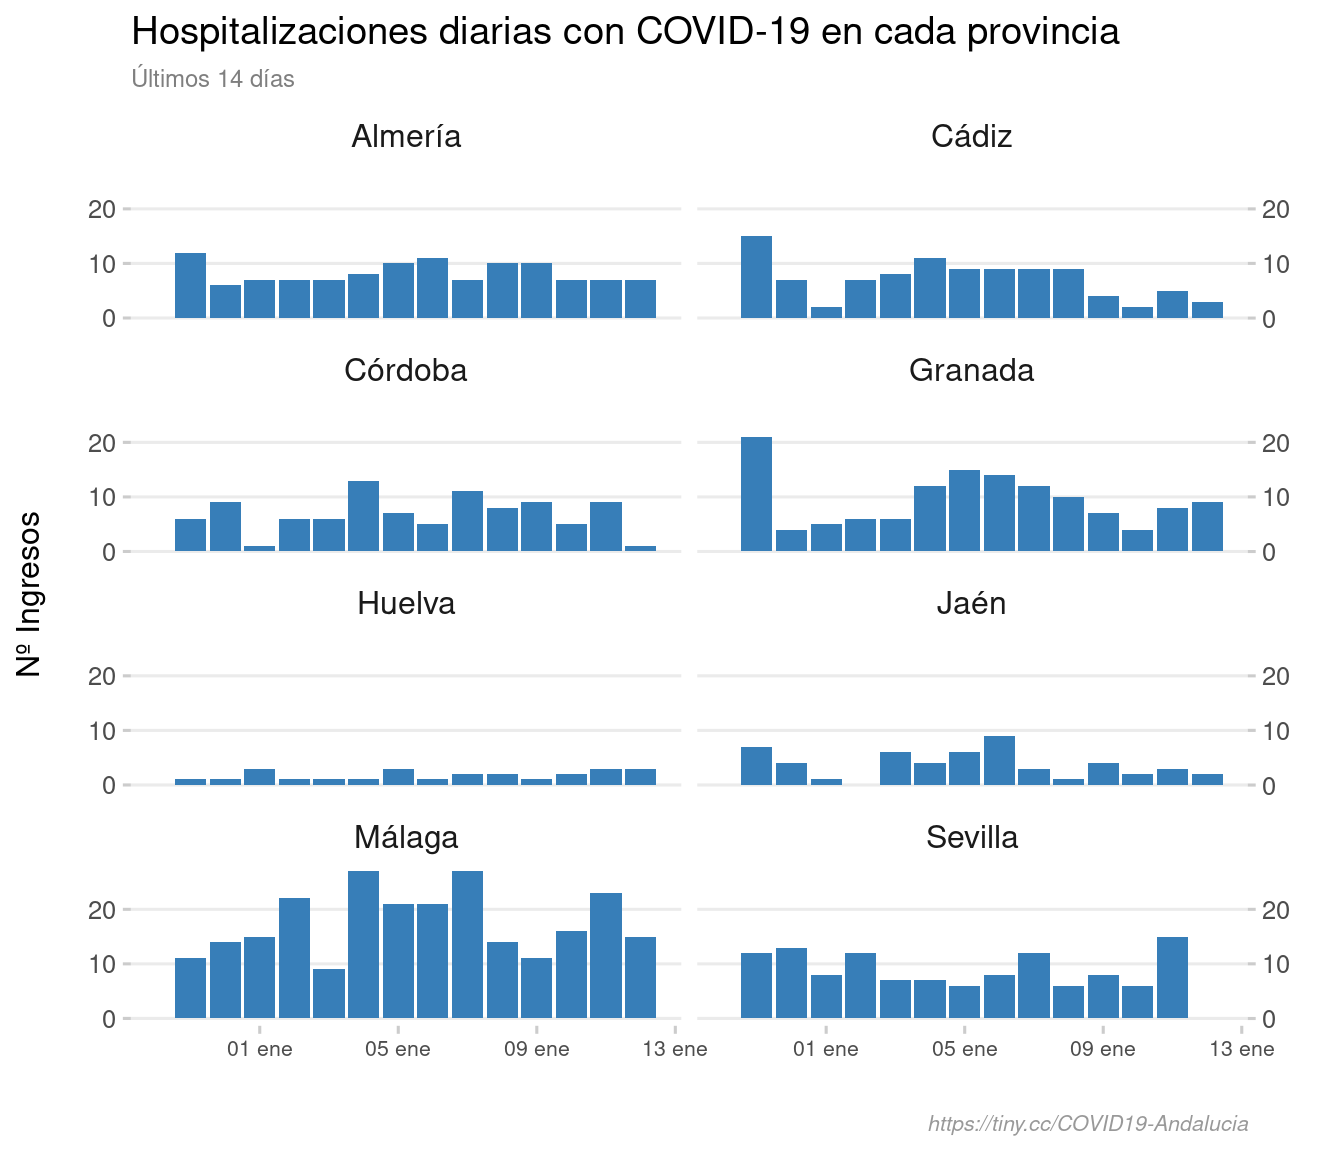 Hospitalizaciones diarias con COVID-19 en cada provincia
Últimos 14 días
Almería
Cádiz
20
10
0
20
10
0
Córdoba
Granada
20
10
0
20
10
0
Nº Ingresos
Huelva
Jaén
20
10
0
20
10
0
Málaga
Sevilla
20
10
0
20
10
0
01 ene 05 ene 09 ene 13 ene
01 ene 05 ene 09 ene 13 ene
https://tiny.cc/COVID19-Andalucia